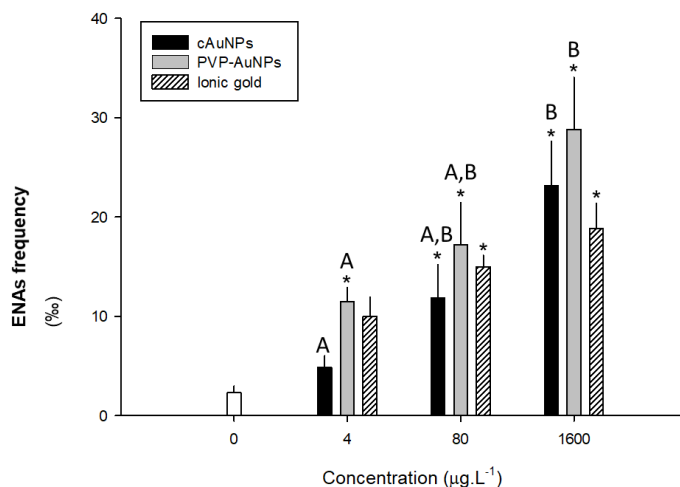 40
30
20
10
0
ENAs frequency
(‰)
cAuNPs
PVP-AuNPs
Ionic gold
A
A
*
A,B
*
A,B
*
*
B
*
B
*
*
0
4
80
1600
Concentration (µg.L⁻¹)